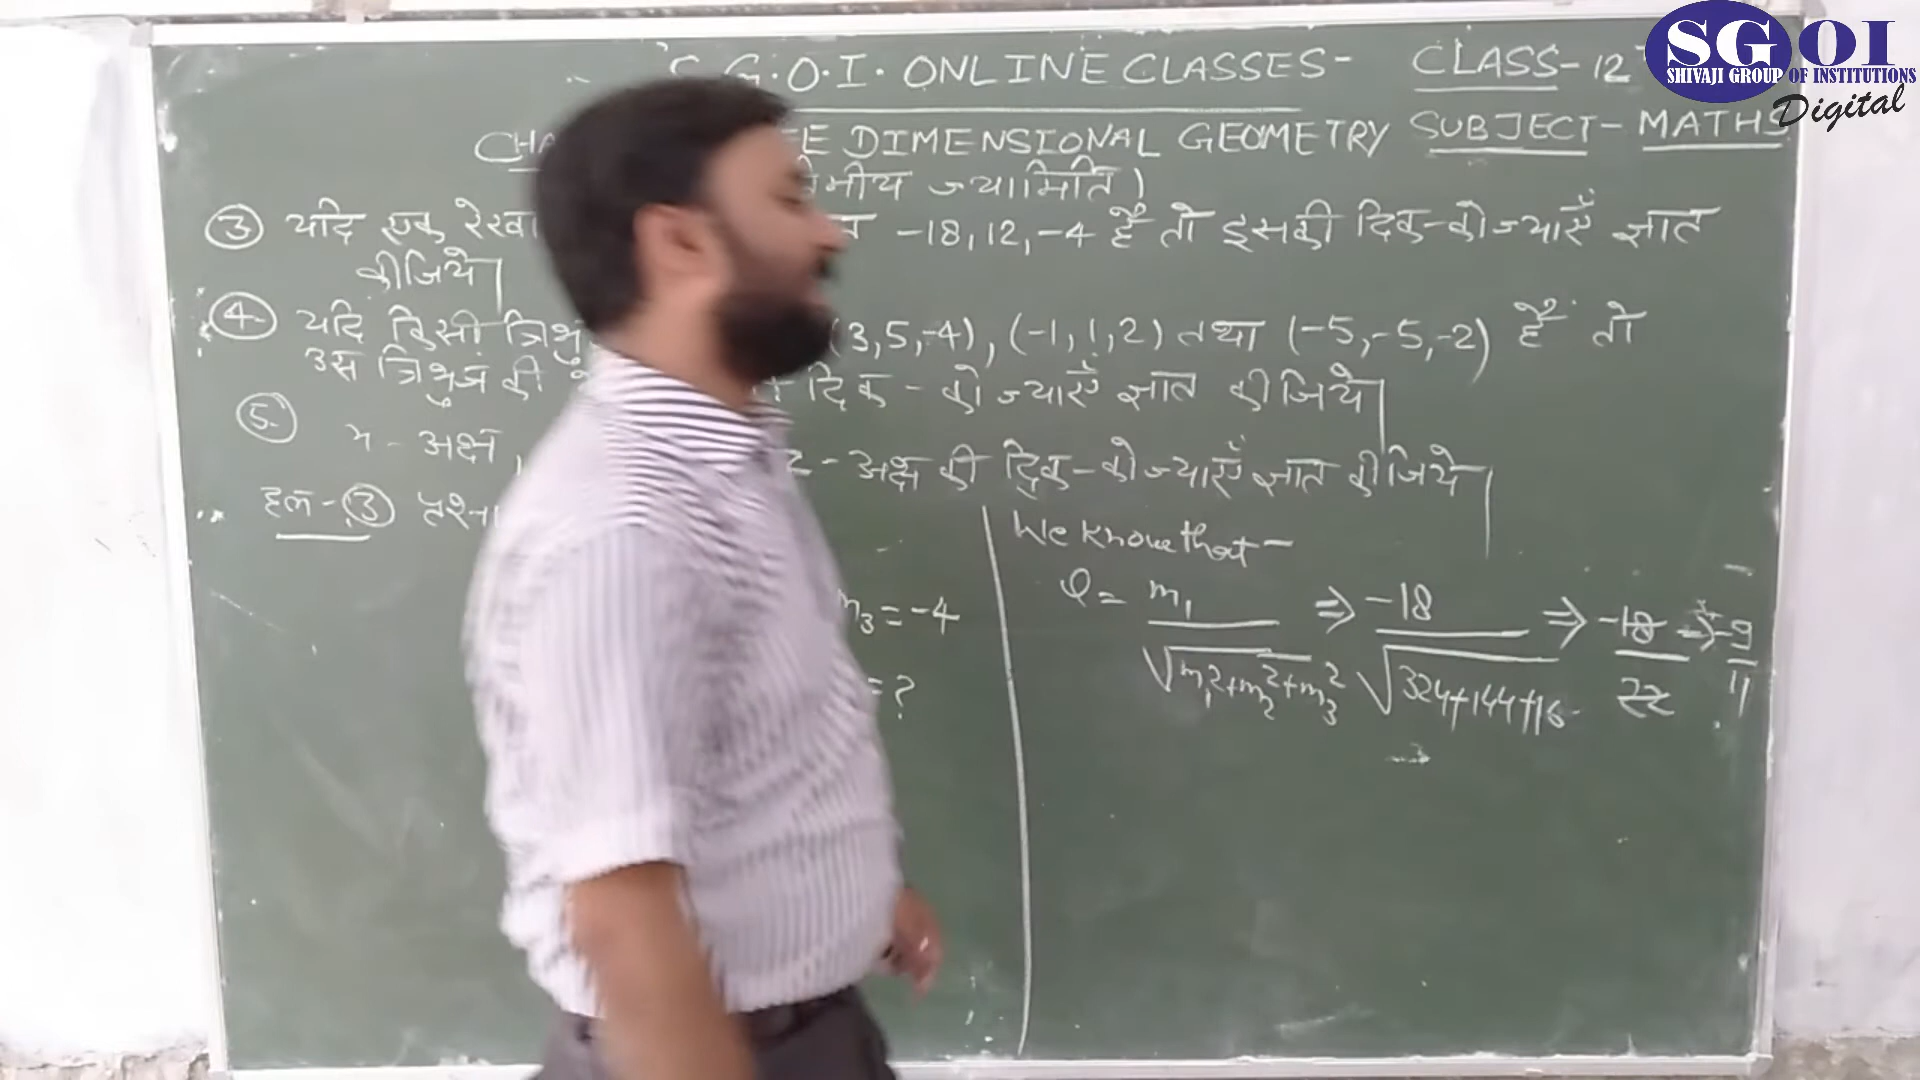 G.O.I. ONLINE CLASSES- CLASS-12
SGOI
SHIVAJI GROUP OF INSTITUTIONS
Digital
DIMENSIONAL GEOMETRY SUBJECT- MATHS
ज्यामिति)
③ यदि एक रेखा -18, 12, -4 हैं तो इसकी दिक-कोज्याएँ ज्ञात
कीजिये।
④ यदि किसी (3,5,-4), (-1,1,2) तथा (-5,-5,-2) हैं तो
उस त्रिभुज की दिक-कोज्याएँ ज्ञात कीजिये।
⑤ अक्ष, z-अक्ष की दिक-कोज्याएँ ज्ञात कीजिये।
हल-③
m₃ = -4
= ?
We know that-
l = m₁/√(m₁²+m₂²+m₃²) ⇒ -18/√(324+144+16) ⇒ -18/22 ⇒ -9/11